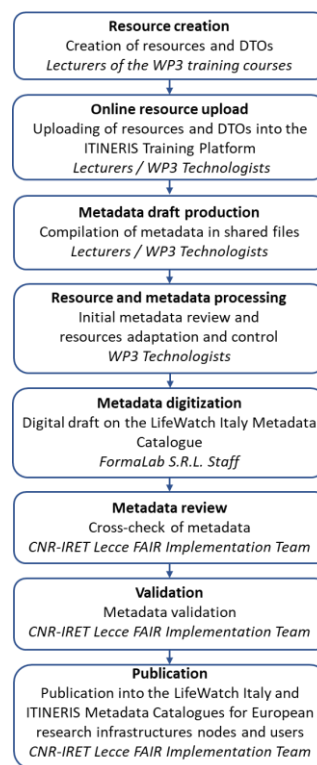 Resource creation
Creation of resources and DTOs
Lecturers of the WP3 training courses
Online resource upload
Uploading of resources and DTOs into the
ITINERIS Training Platform
Lecturers / WP3 Technologists
Metadata draft production
Compilation of metadata in shared files
Lecturers / WP3 Technologists
Resource and metadata processing
Initial metadata review and
resources adaptation and control
WP3 Technologists
Metadata digitization
Digital draft on the LifeWatch Italy Metadata
Catalogue
FormaLab S.R.L. Staff
Metadata review
Cross-check of metadata
CNR-IRET Lecce FAIR Implementation Team
Validation
Metadata validation
CNR-IRET Lecce FAIR Implementation Team
Publication
Publication into the LifeWatch Italy and
ITINERIS Metadata Catalogues for European
research infrastructures nodes and users
CNR-IRET Lecce FAIR Implementation Team